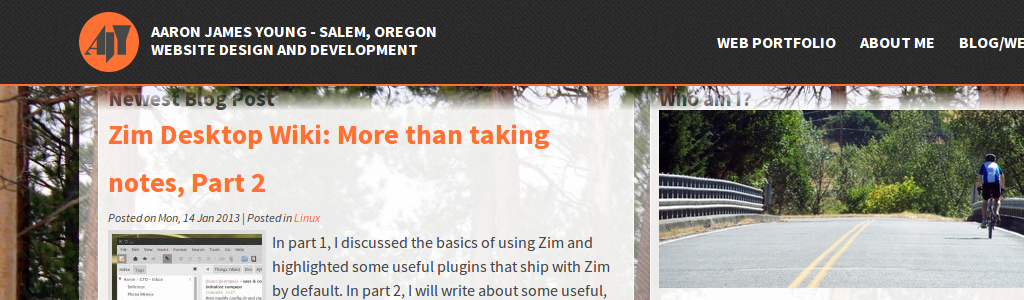 AJY
AARON JAMES YOUNG - SALEM, OREGON
WEBSITE DESIGN AND DEVELOPMENT
WEB PORTFOLIO
ABOUT ME
BLOG/WE
Newest Blog Post
Zim Desktop Wiki: More than taking
notes, Part 2
Posted on Mon, 14 Jan 2013 | Posted in Linux
In part 1, I discussed the basics of using Zim and
highlighted some useful plugins that ship with Zim
by default. In part 2, I will write about some useful,
Who am I?